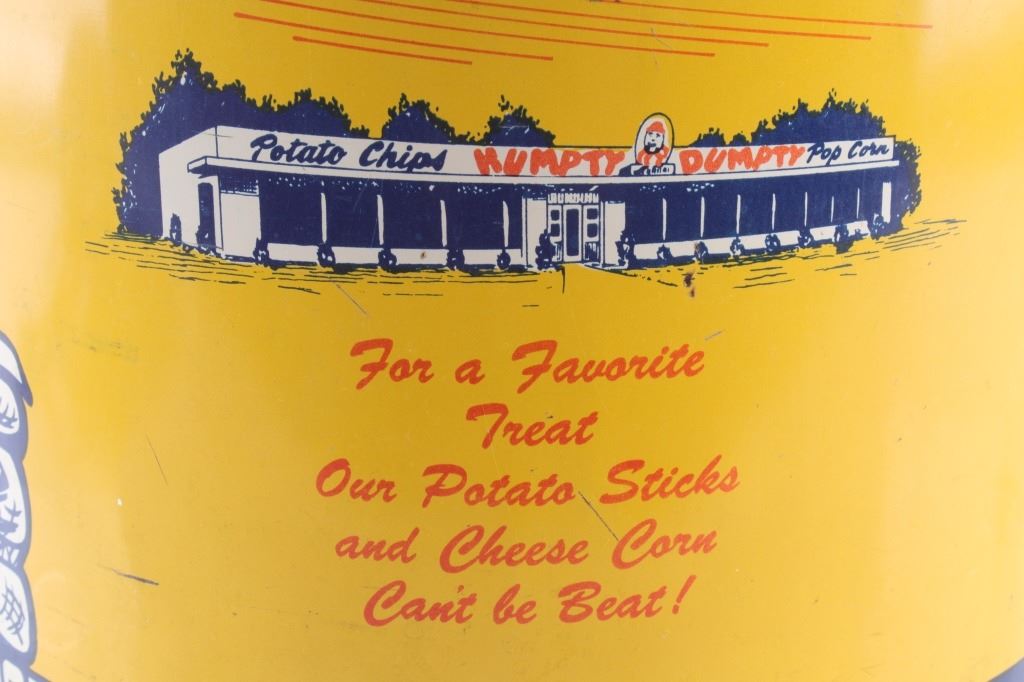 Potato Chips HUMPTY DUMPTY Pop Corn
For a Favorite
Treat
Our Potato Sticks
and Cheese Corn
Can't be Beat!